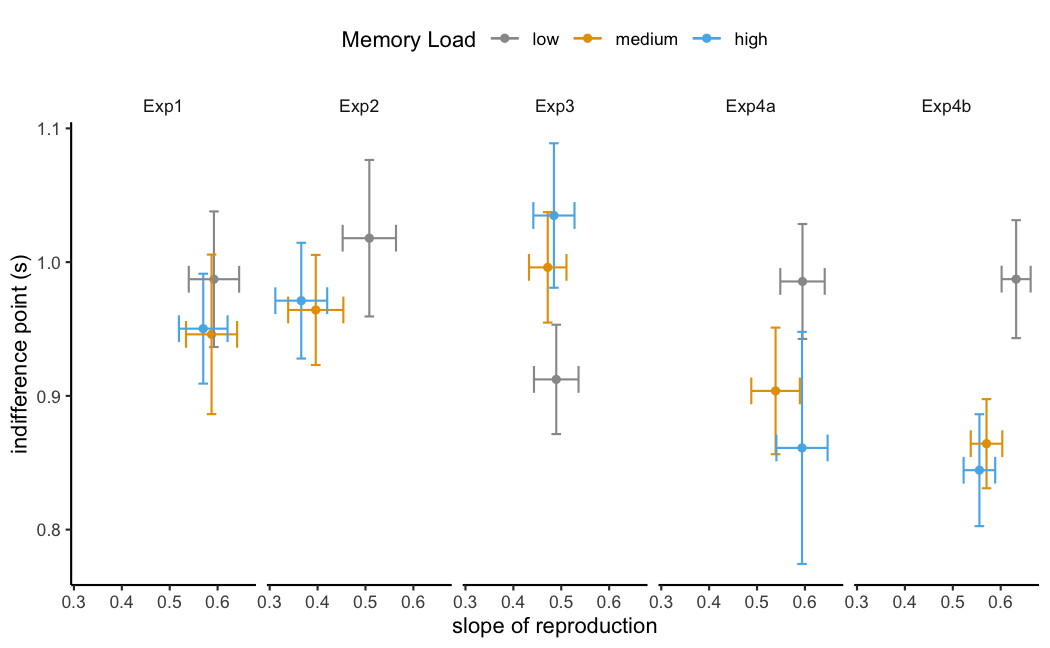 Memory Load low medium high
Exp1 Exp2 Exp3 Exp4a Exp4b
1.1
1.0
0.9
0.8
indifference point (s)
0.3 0.4 0.5 0.6 0.3 0.4 0.5 0.6 0.3 0.4 0.5 0.6 0.3 0.4 0.5 0.6 0.3 0.4 0.5 0.6
slope of reproduction